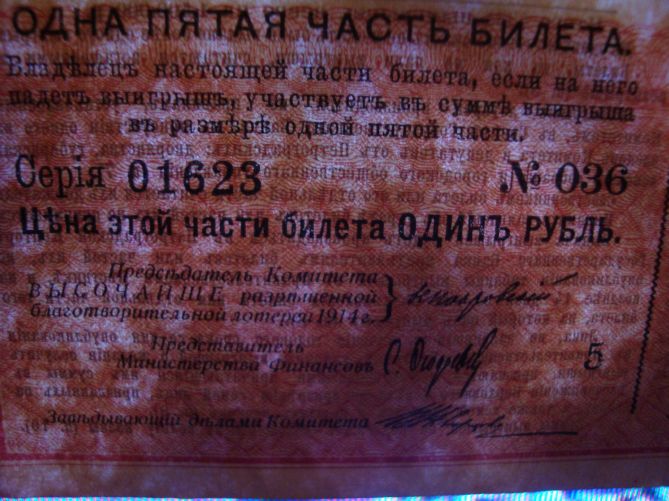 ОДНА ПЯТАЯ ЧАСТЬ БИЛЕТА.
Владѣлецъ настоящей части билета, если на него
падетъ выигрышъ, участвуетъ въ суммѣ выигрыша
въ размѣрѣ одной пятой части.
Серія 01623 № 036
Цѣна этой части билета ОДИНЪ РУБЛЬ.
Предсѣдатель Комитета
ВЫСОЧАЙШЕ разрѣшенной
благотворительной лотереи 1914 г.
Представитель
Министерства Финансовъ 5
Завѣдывающій дѣлами Комитета